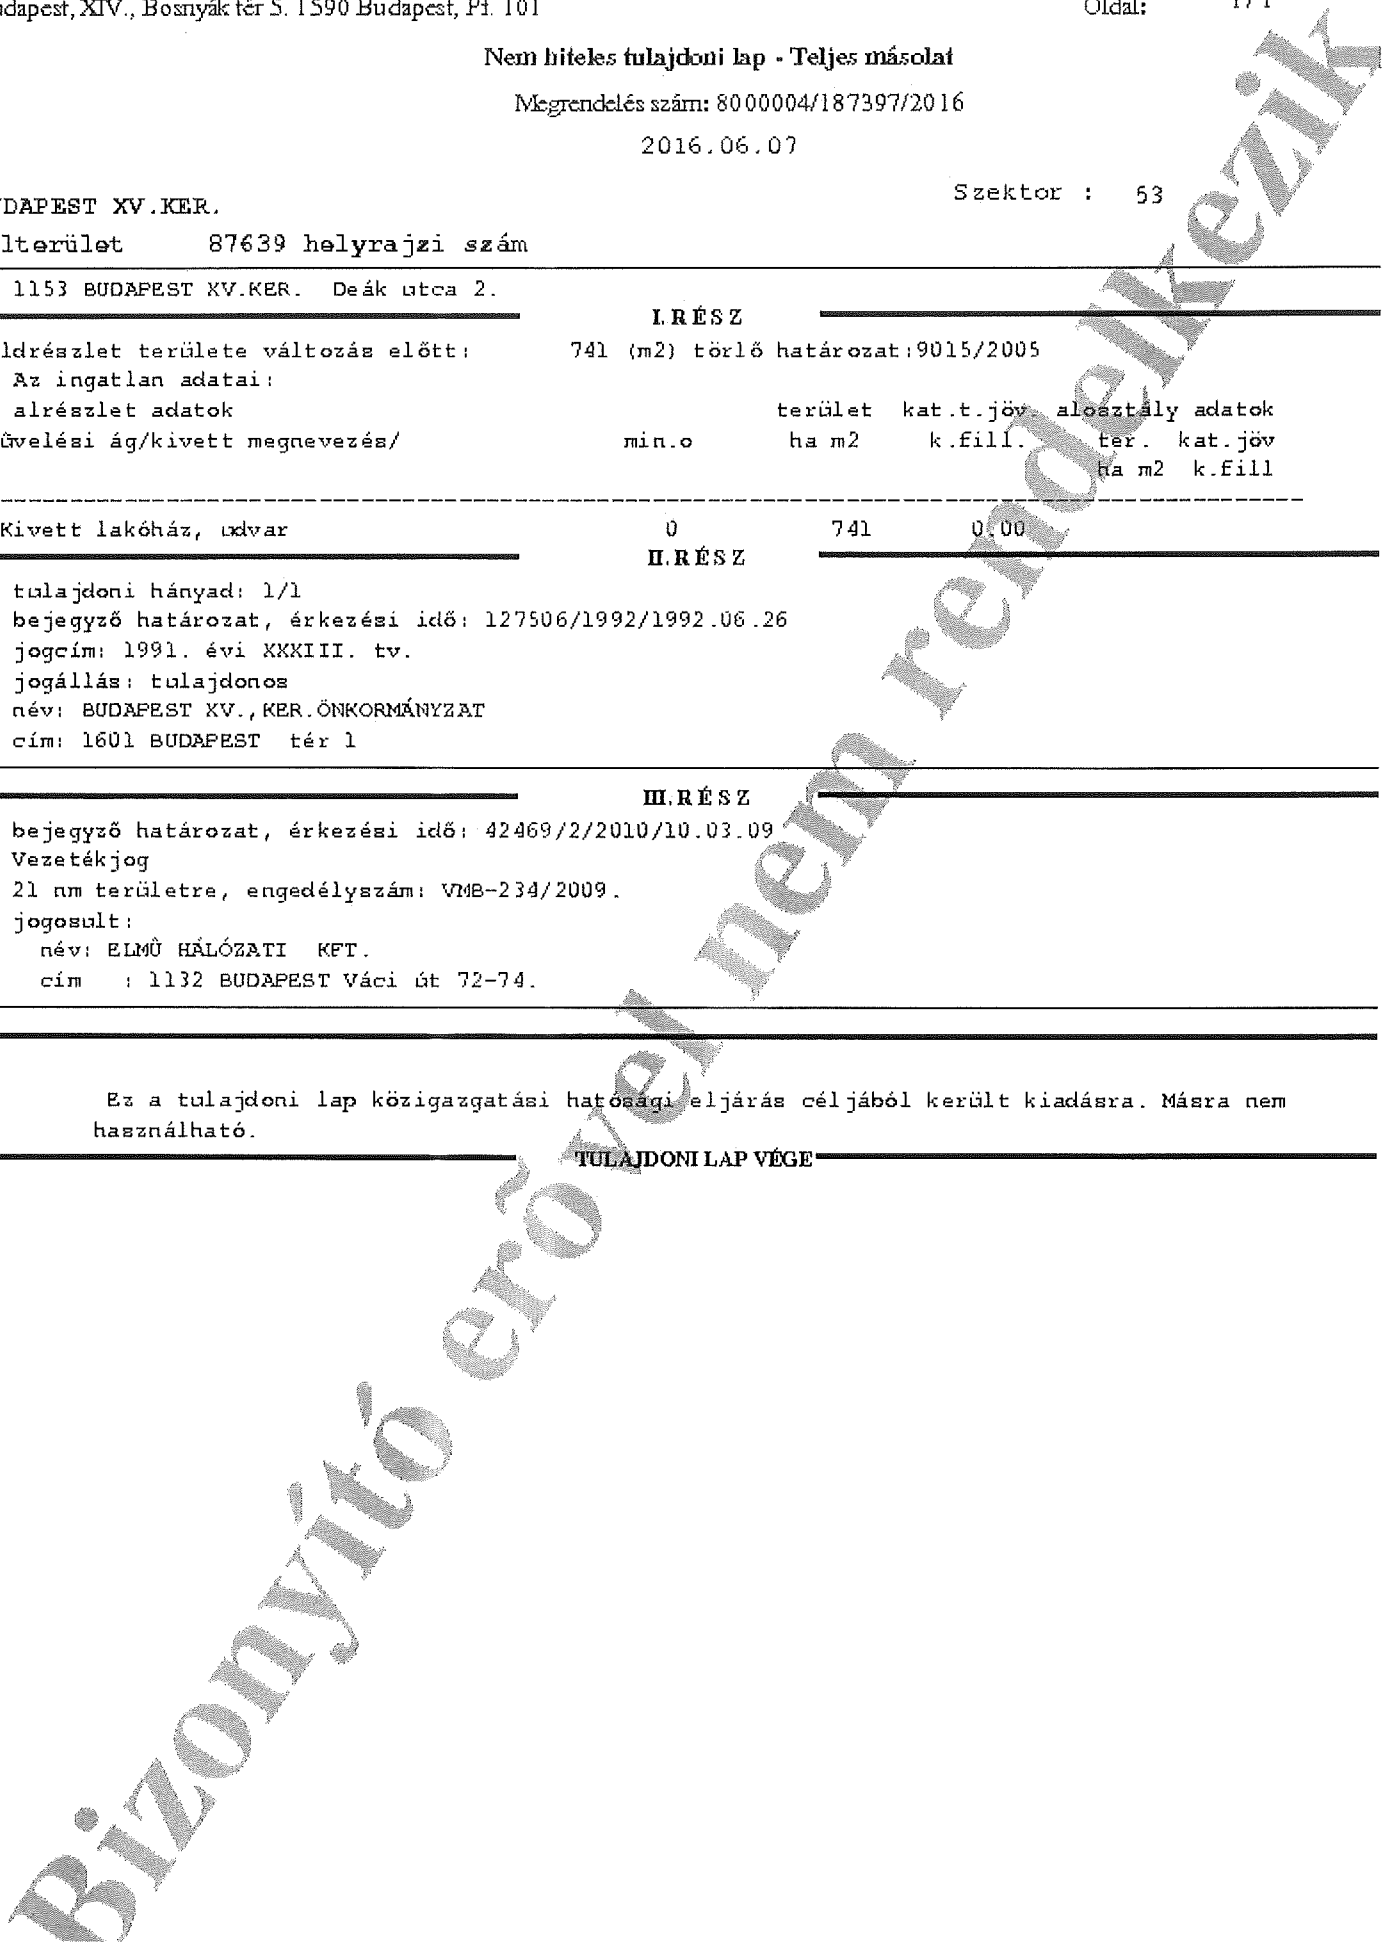 dapest, XIV., Bosnyák tér 5. 1590 Budapest, Pf. 101 Oldal: 1 / 1
Nem hiteles tulajdoni lap - Teljes másolat
Megrendelés szám: 8000004/187397/2016
2016.06.07
Szektor : 53
DAPEST XV.KER.
lterület 87639 helyrajzi szám
1153 BUDAPEST XV.KER. Deák utca 2.
I.RÉSZ
ldrészlet területe változás előtt: 741 (m2) törlő határozat:9015/2005
Az ingatlan adatai:
alrészlet adatok terület kat.t.jöv. alosztály adatok
űvelési ág/kivett megnevezés/ min.o ha m2 k.fill. ter. kat.jöv
ha m2 k.fill
Kivett lakóház, udvar 0 741 0.00
II.RÉSZ
tulajdoni hányad: 1/1
bejegyző határozat, érkezési idő: 127506/1992/1992.06.26
jogcím: 1991. évi XXXIII. tv.
jogállás: tulajdonos
név: BUDAPEST XV.,KER.ÖNKORMÁNYZAT
cím: 1601 BUDAPEST tér 1
III.RÉSZ
bejegyző határozat, érkezési idő: 42469/2/2010/10.03.09
Vezetékjog
21 nm területre, engedélyszám: VMB-234/2009.
jogosult:
név: ELMÛ HÁLÓZATI KFT.
cím : 1132 BUDAPEST Váci út 72-74.
Ez a tulajdoni lap közigazgatási hatósági eljárás céljából került kiadásra. Másra nem
használható.
TULAJDONI LAP VÉGE
Bizonyító erõvel nem rendelkezik